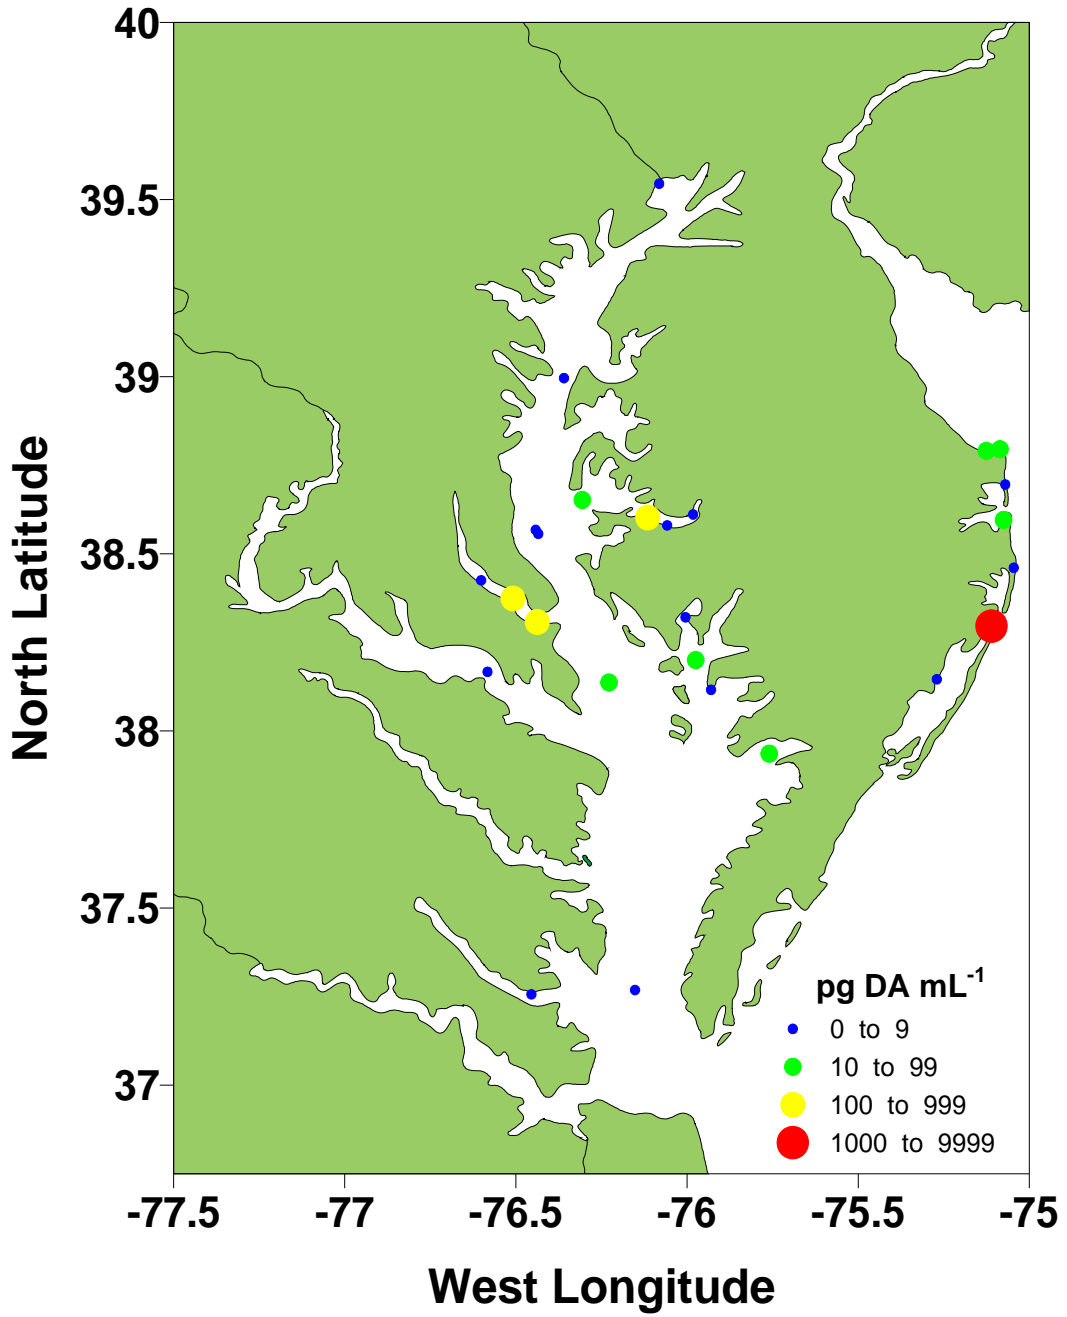 40
39.5
39
38.5
38
37.5
37
North Latitude
pg DA mL-1
0 to 9
10 to 99
100 to 999
1000 to 9999
-77.5 -77 -76.5 -76 -75.5 -75
West Longitude